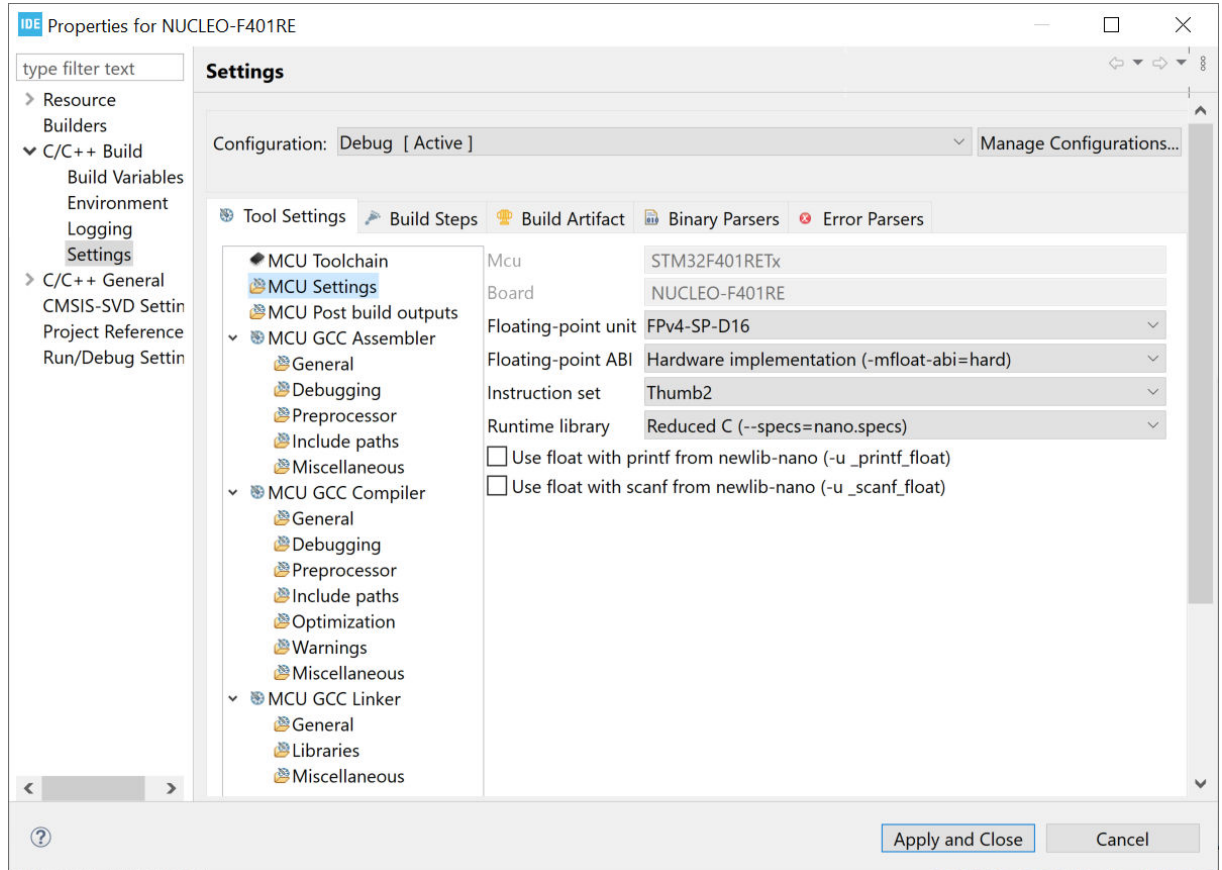 IDE Properties for NUCLEO-F401RE
type filter text
Resource
Builders
C/C++ Build
Build Variables
Environment
Logging
Settings
C/C++ General
CMSIS-SVD Settin
Project Reference
Run/Debug Settin
Settings
Configuration: Debug [ Active ] Manage Configurations...
Tool Settings Build Steps Build Artifact Binary Parsers Error Parsers
MCU Toolchain
MCU Settings
MCU Post build outputs
MCU GCC Assembler
General
Debugging
Preprocessor
Include paths
Miscellaneous
MCU GCC Compiler
General
Debugging
Preprocessor
Include paths
Optimization
Warnings
Miscellaneous
MCU GCC Linker
General
Libraries
Miscellaneous
Mcu STM32F401RETx
Board NUCLEO-F401RE
Floating-point unit FPv4-SP-D16
Floating-point ABI Hardware implementation (-mfloat-abi=hard)
Instruction set Thumb2
Runtime library Reduced C (--specs=nano.specs)
Use float with printf from newlib-nano (-u _printf_float)
Use float with scanf from newlib-nano (-u _scanf_float)
? Apply and Close Cancel